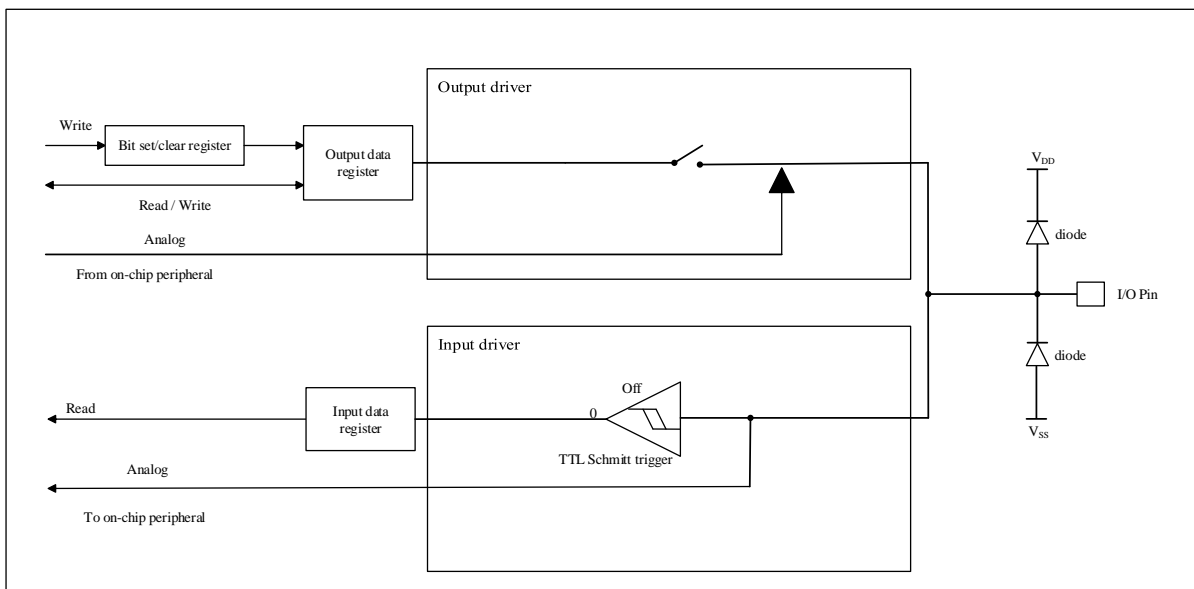 Output driver
Write
Bit set/clear register
Output data
register
Read / Write
Analog
From on-chip peripheral
VDD
diode
I/O Pin
diode
VSS
Input driver
Off
0
TTL Schmitt trigger
Read
Input data
register
Analog
To on-chip peripheral